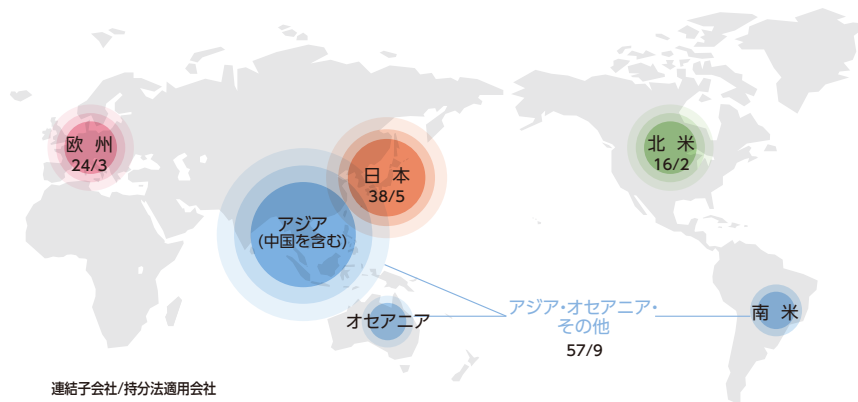 欧 州
24/3
日 本
38/5
北 米
16/2
アジア
(中国を含む)
オセアニア
アジア・オセアニア・
その他
57/9
南 米
連結子会社/持分法適用会社